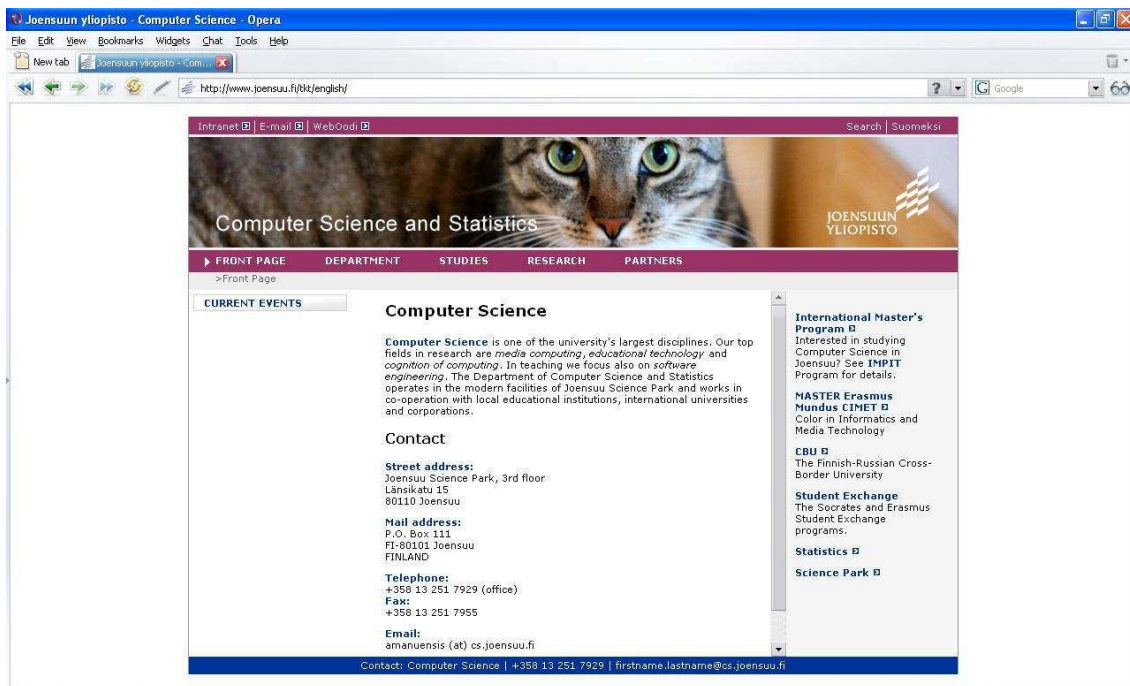 Joensuun yliopisto - Computer Science - Opera
File Edit View Bookmarks Widgets Chat Tools Help
New tab Joensuun yliopisto - Com...
http://www.joensuu.fi/tkt/english/ ? G Google
Intranet | E-mail | WebOodi Search | Suomeksi
Computer Science and Statistics
JOENSUUN
YLIOPISTO
FRONT PAGE DEPARTMENT STUDIES RESEARCH PARTNERS
>Front Page
CURRENT EVENTS
Computer Science
Computer Science is one of the university's largest disciplines. Our top
fields in research are media computing, educational technology and
cognition of computing. In teaching we focus also on software
engineering. The Department of Computer Science and Statistics
operates in the modern facilities of Joensuu Science Park and works in
co-operation with local educational institutions, international universities
and corporations.
Contact
Street address:
Joensuu Science Park, 3rd floor
Länsikatu 15
80110 Joensuu
Mail address:
P.O. Box 111
FI-80101 Joensuu
FINLAND
Telephone:
+358 13 251 7929 (office)
Fax:
+358 13 251 7955
Email:
amanuensis (at) cs.joensuu.fi
International Master's
Program
Interested in studying
Computer Science in
Joensuu? See IMPIT
Program for details.
MASTER Erasmus
Mundus CIMET
Color in Informatics and
Media Technology
CBU
The Finnish-Russian Cross-
Border University
Student Exchange
The Socrates and Erasmus
Student Exchange
programs.
Statistics
Science Park
Contact: Computer Science | +358 13 251 7929 | firstname.lastname@cs.joensuu.fi